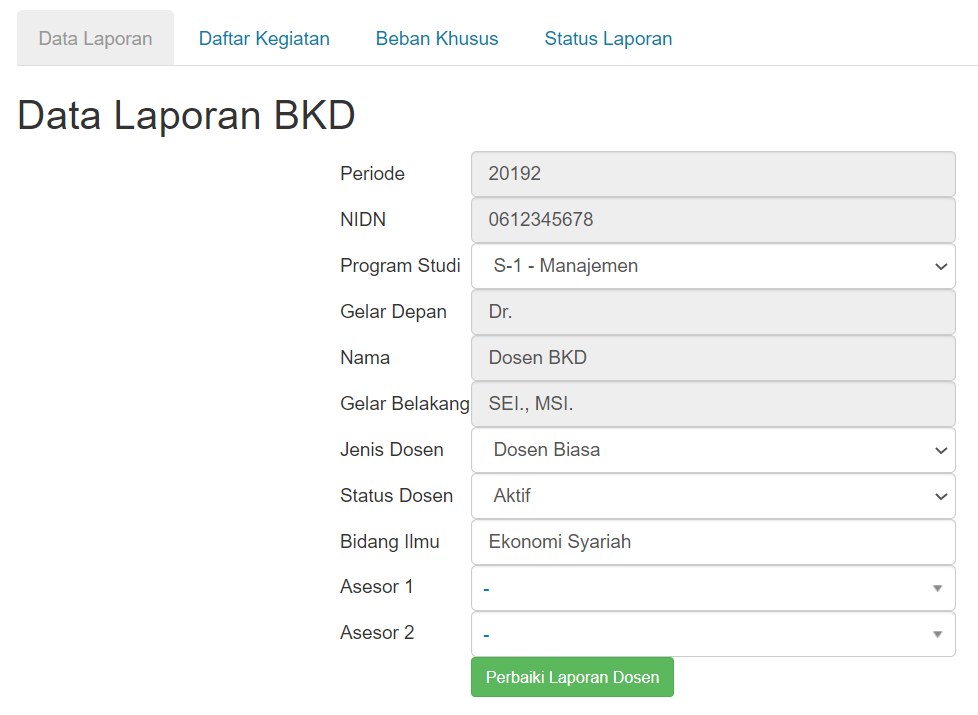 Data Laporan Daftar Kegiatan Beban Khusus Status Laporan
Data Laporan BKD
Periode 20192
NIDN 0612345678
Program Studi S-1 - Manajemen
Gelar Depan Dr.
Nama Dosen BKD
Gelar Belakang SEI., MSI.
Jenis Dosen Dosen Biasa
Status Dosen Aktif
Bidang Ilmu Ekonomi Syariah
Asesor 1 -
Asesor 2 -
Perbaiki Laporan Dosen